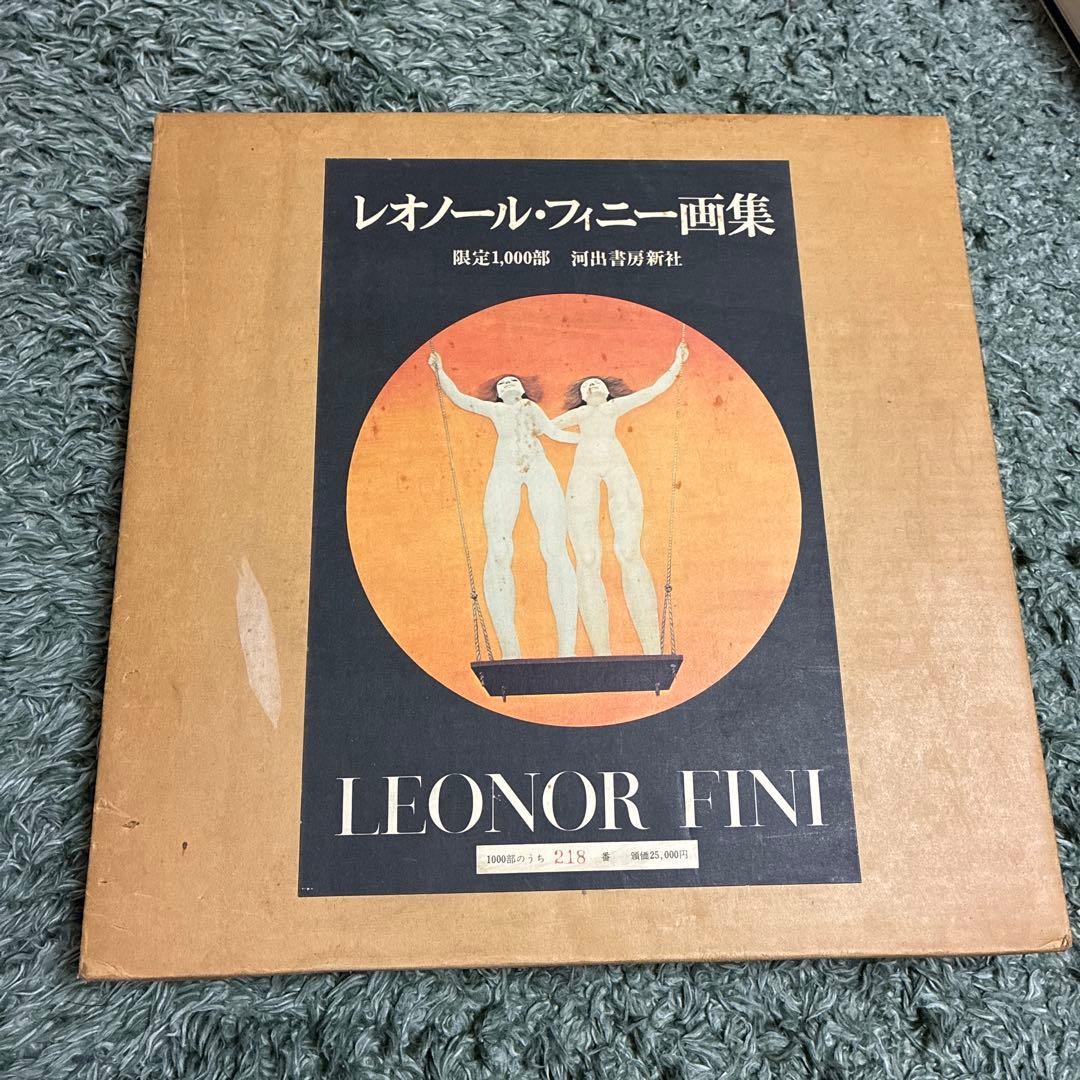 レオノール・フィニー画集
限定1,000部 河出書房新社
LEONOR FINI
1000部のうち 218 番 頒価25,000円